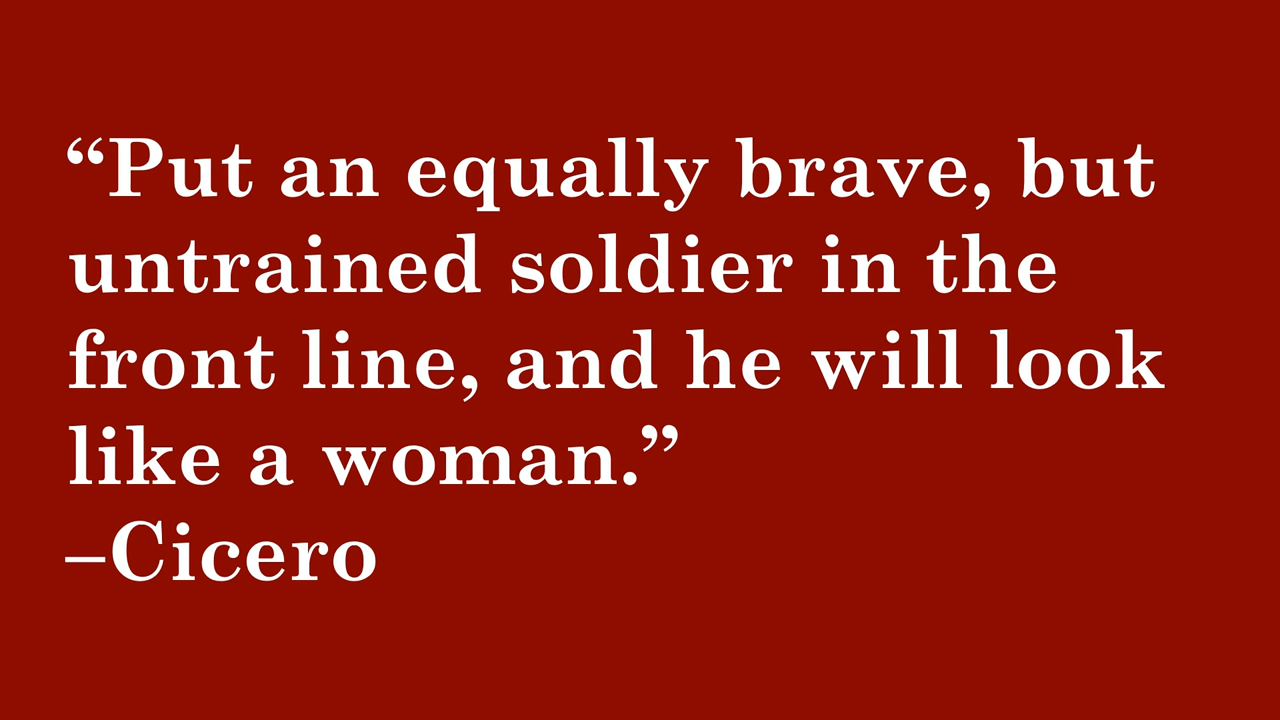 “Put an equally brave, but
untrained soldier in the
front line, and he will look
like a woman.”
–Cicero